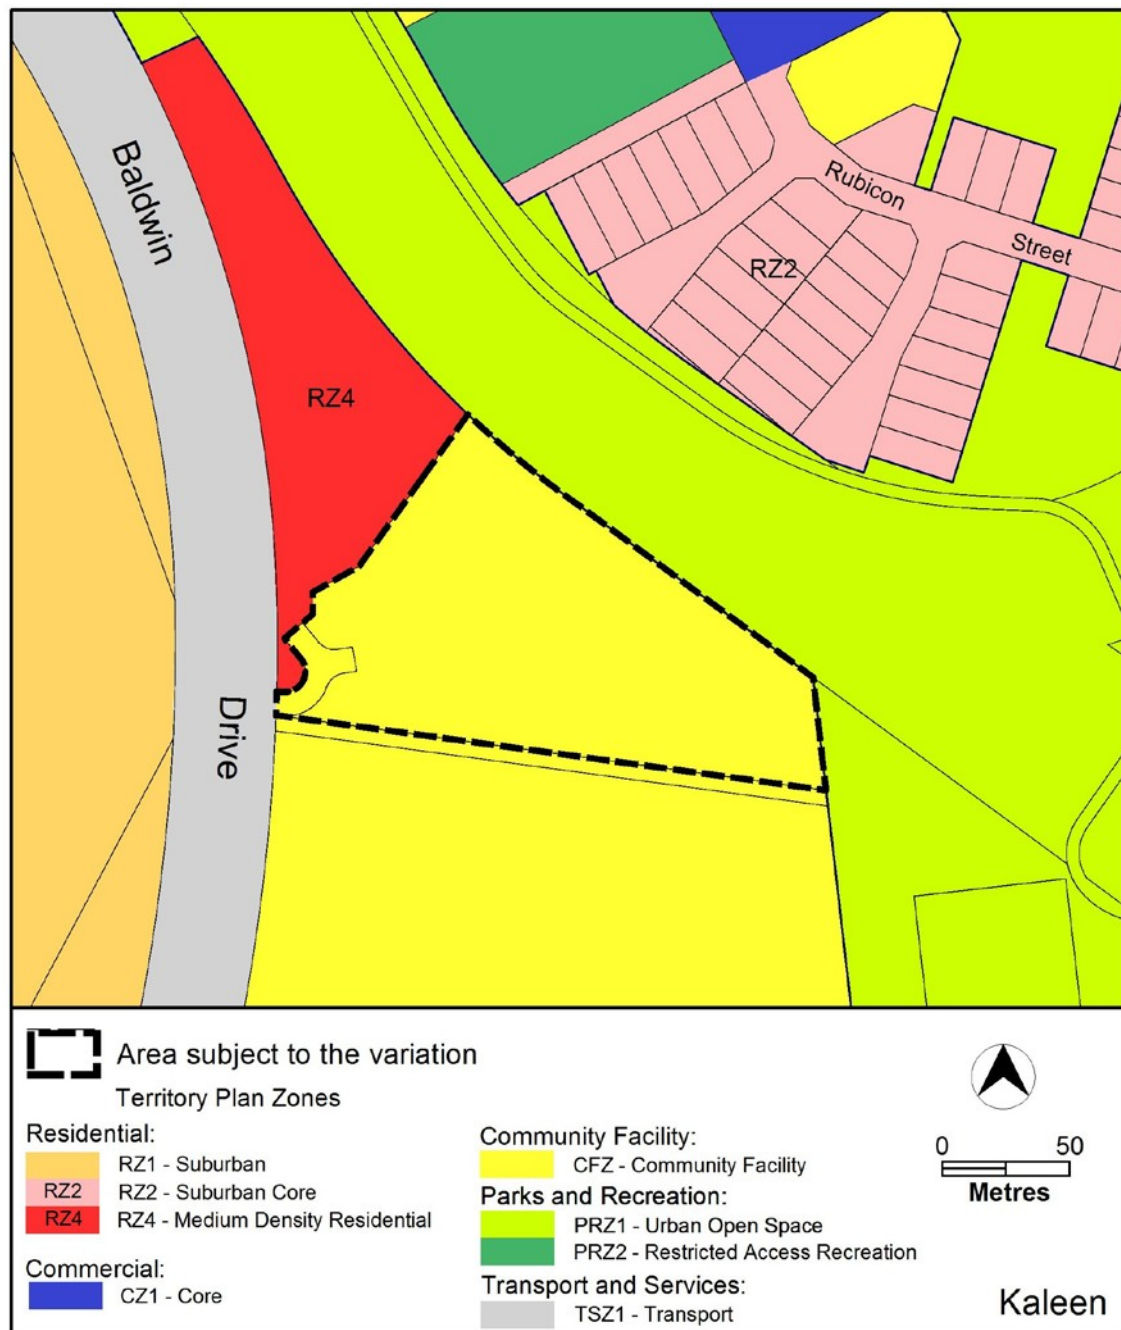 Baldwin
Drive
Rubicon
Street
RZ2
RZ4
Area subject to the variation
Territory Plan Zones
Residential:
RZ1 - Suburban
RZ2 RZ2 - Suburban Core
RZ4 RZ4 - Medium Density Residential
Commercial:
CZ1 - Core
Community Facility:
CFZ - Community Facility
Parks and Recreation:
PRZ1 - Urban Open Space
PRZ2 - Restricted Access Recreation
Transport and Services:
TSZ1 - Transport
0 50
Metres
Kaleen